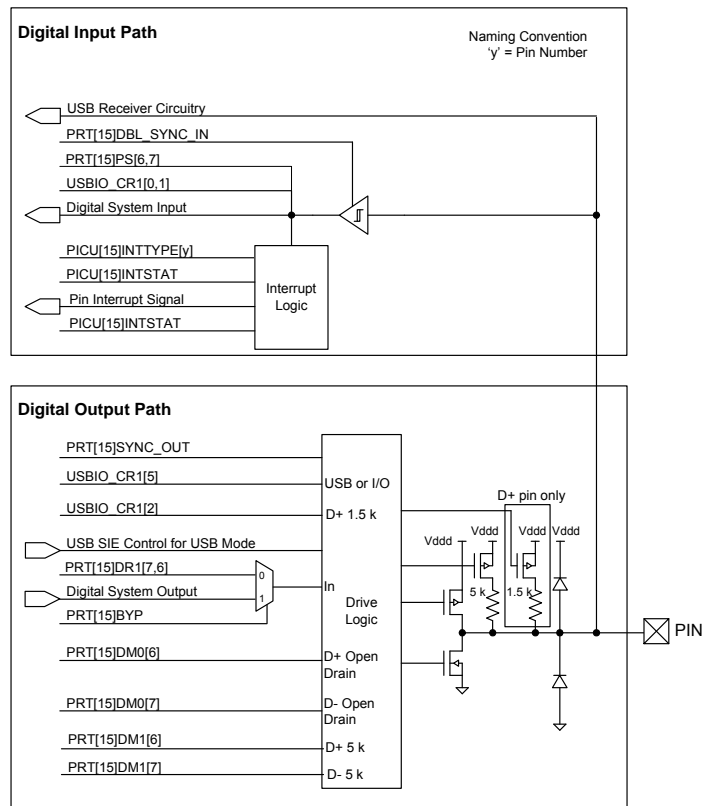 Digital Input Path
Naming Convention
'y' = Pin Number
USB Receiver Circuitry
PRT[15]DBL_SYNC_IN
PRT[15]PS[6,7]
USBIO_CR1[0,1]
Digital System Input
PICU[15]INTTYPE[y]
PICU[15]INTSTAT
Pin Interrupt Signal
PICU[15]INTSTAT
Interrupt
Logic
Digital Output Path
PRT[15]SYNC_OUT
USBIO_CR1[5]
USB or I/O
USBIO_CR1[2]
D+ 1.5 k
D+ pin only
USB SIE Control for USB Mode
Vddd
Vddd
Vddd
Vddd
PRT[15]DR1[7,6]
0
Digital System Output
1
In
5 k
1.5 k
PRT[15]BYP
Drive
Logic
PIN
PRT[15]DM0[6]
D+ Open
Drain
PRT[15]DM0[7]
D- Open
Drain
PRT[15]DM1[6]
D+ 5 k
PRT[15]DM1[7]
D- 5 k